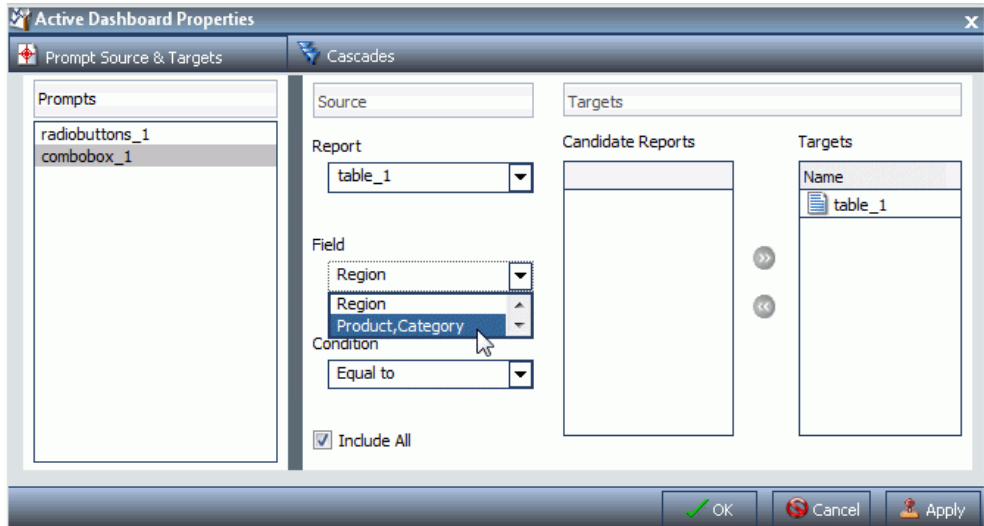 Active Dashboard Properties
x
Prompt Source & Targets
Cascades
Prompts
radiobuttons_1
combobox_1
Source
Report
table_1
Field
Region
Region
Product,Category
Condition
Equal to
Include All
Targets
Candidate Reports
Targets
Name
table_1
OK
Cancel
Apply